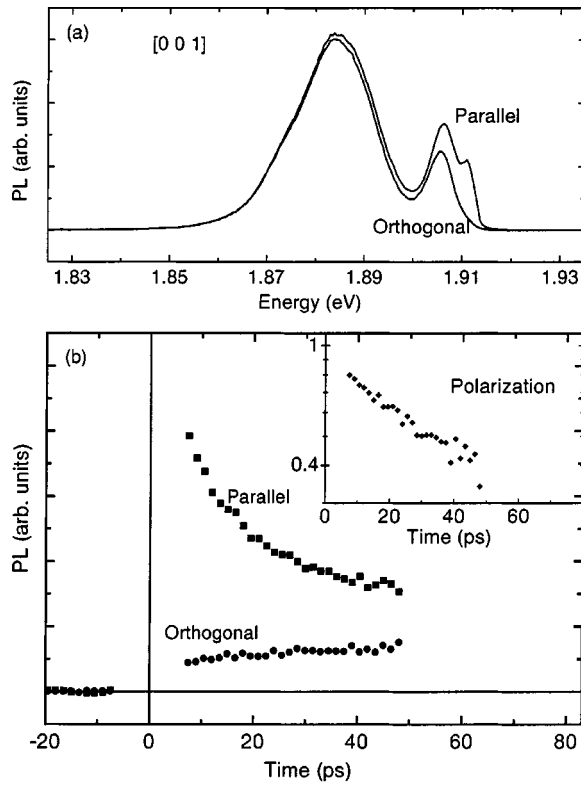 (a)
[0 0 1]
PL (arb. units)
Parallel
Orthogonal
1.83 1.85 1.87 1.89 1.91 1.93
Energy (eV)
(b)
1
Polarization
0.4
0 20 40 60
Time (ps)
PL (arb. units)
Parallel
Orthogonal
-20 0 20 40 60 80
Time (ps)